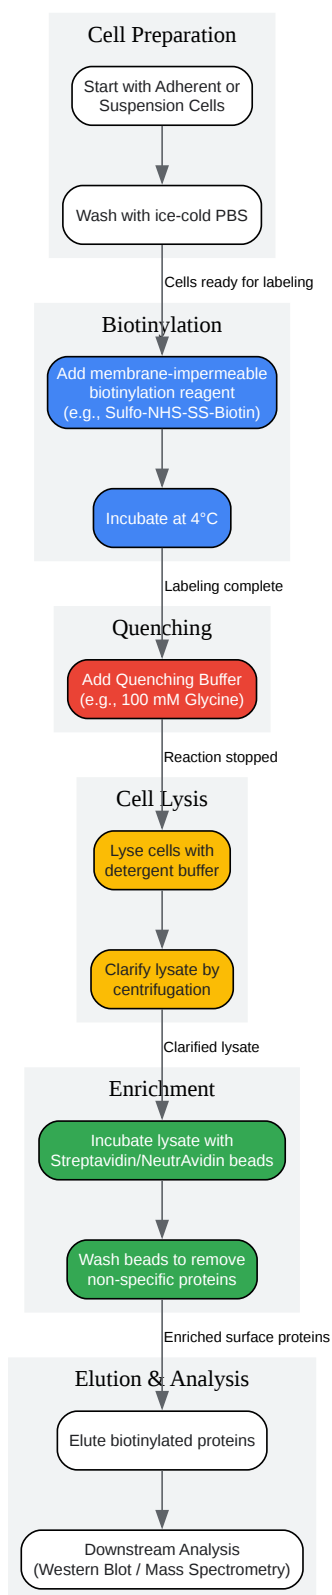 Cell Preparation
Start with Adherent or
Suspension Cells
Wash with ice-cold PBS
Cells ready for labeling
Biotinylation
Add membrane-impermeable
biotinylation reagent
(e.g., Sulfo-NHS-SS-Biotin)
Incubate at 4°C
Labeling complete
Quenching
Add Quenching Buffer
(e.g., 100 mM Glycine)
Reaction stopped
Cell Lysis
Lyse cells with
detergent buffer
Clarify lysate by
centrifugation
Clarified lysate
Enrichment
Incubate lysate with
Streptavidin/NeutrAvidin beads
Wash beads to remove
non-specific proteins
Enriched surface proteins
Elution & Analysis
Elute biotinylated proteins
Downstream Analysis
(Western Blot / Mass Spectrometry)